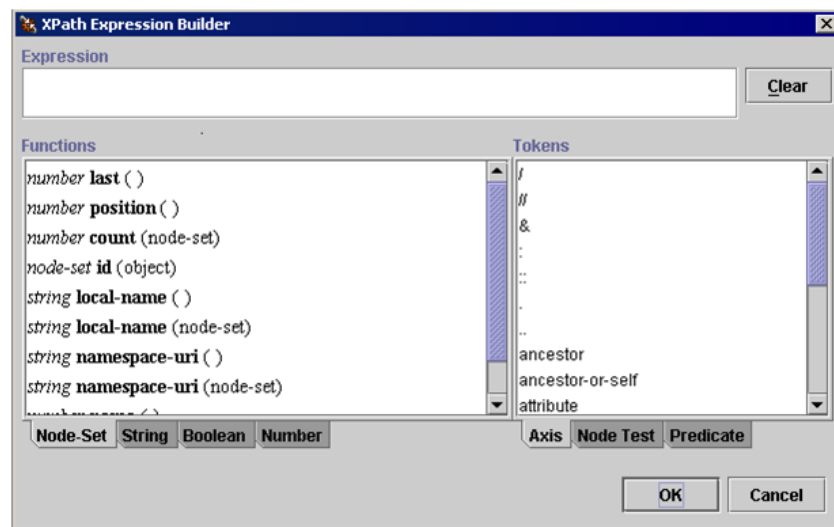 XPath Expression Builder
Expression
Clear
Functions
number last ( )
number position ( )
number count (node-set)
node-set id (object)
string local-name ( )
string local-name (node-set)
string namespace-uri ( )
string namespace-uri (node-set)
Node-Set String Boolean Number
Tokens
/
//
&
:
::
.
..
ancestor
ancestor-or-self
attribute
Axis Node Test Predicate
OK Cancel